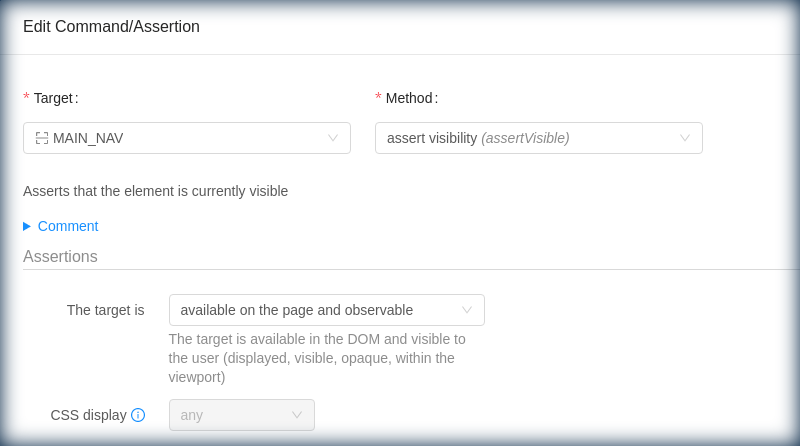 Edit Command/Assertion
* Target:
* Method:
MAIN_NAV
assert visibility (assertVisible)
Asserts that the element is currently visible
Comment
Assertions
The target is
available on the page and observable
The target is available in the DOM and visible to
the user (displayed, visible, opaque, within the
viewport)
CSS display
any